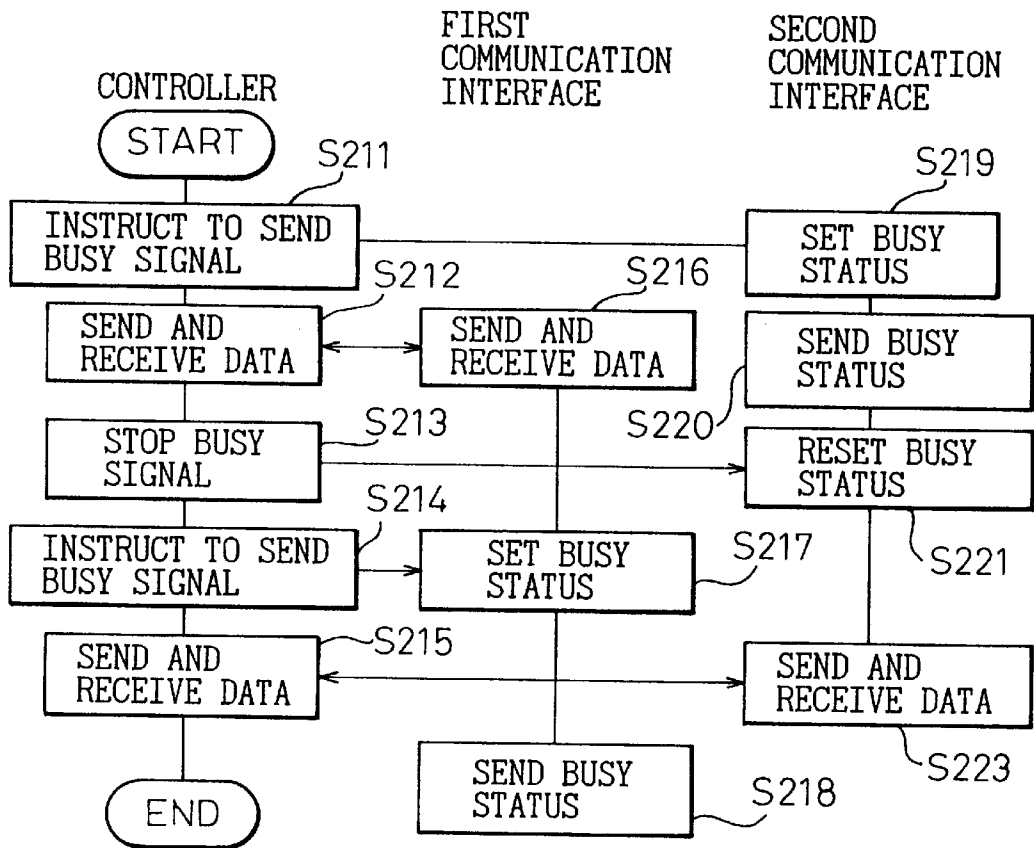 FIRST
COMMUNICATION
INTERFACE
SECOND
COMMUNICATION
INTERFACE
CONTROLLER
START
S211
INSTRUCT TO SEND
BUSY SIGNAL
S219
SET BUSY
STATUS
S212
SEND AND
RECEIVE DATA
S216
SEND AND
RECEIVE DATA
SEND BUSY
STATUS
S220
S213
STOP BUSY
SIGNAL
RESET BUSY
STATUS
S221
S214
INSTRUCT TO SEND
BUSY SIGNAL
SET BUSY
STATUS
S217
S215
SEND AND
RECEIVE DATA
SEND AND
RECEIVE DATA
S223
SEND BUSY
STATUS
S218
END